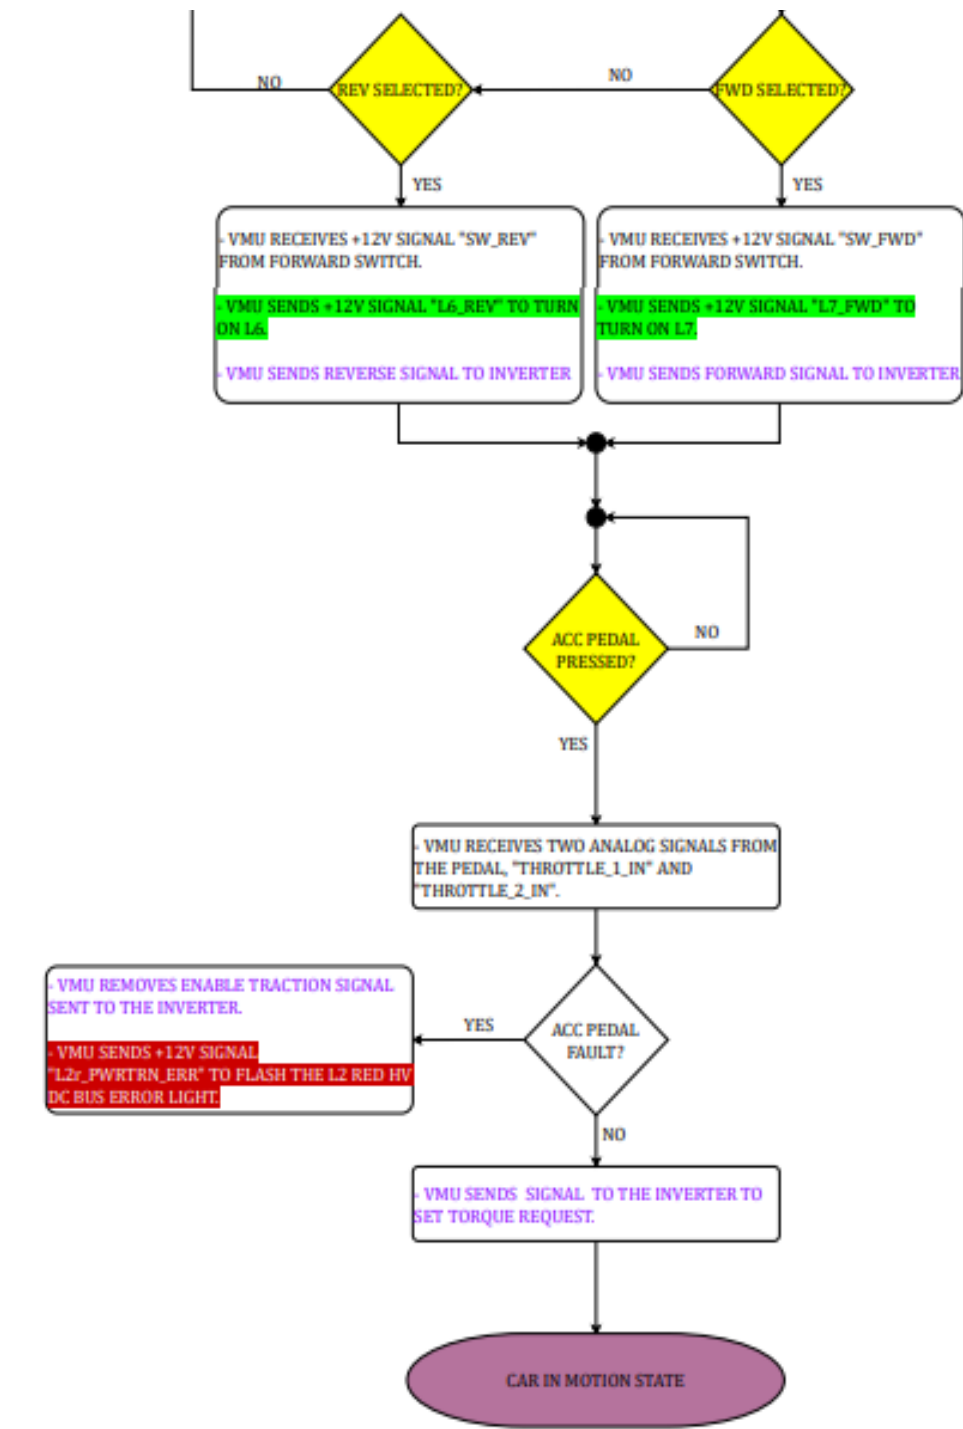 NO
REV SELECTED?
NO
FWD SELECTED?
YES
YES
- VMU RECEIVES +12V SIGNAL "SW_REV"
FROM FORWARD SWITCH.
- VMU SENDS +12V SIGNAL "L6_REV" TO TURN
ON L6.
- VMU SENDS REVERSE SIGNAL TO INVERTER
- VMU RECEIVES +12V SIGNAL "SW_FWD"
FROM FORWARD SWITCH.
- VMU SENDS +12V SIGNAL "L7_FWD" TO
TURN ON L7.
- VMU SENDS FORWARD SIGNAL TO INVERTER
ACC PEDAL
PRESSED?
NO
YES
- VMU RECEIVES TWO ANALOG SIGNALS FROM
THE PEDAL, "THROTTLE_1_IN" AND
"THROTTLE_2_IN".
- VMU REMOVES ENABLE TRACTION SIGNAL
SENT TO THE INVERTER.
- VMU SENDS +12V SIGNAL
"L2r_PWRTRN_ERR" TO FLASH THE L2 RED HV
DC BUS ERROR LIGHT.
YES
ACC PEDAL
FAULT?
NO
- VMU SENDS  SIGNAL  TO THE INVERTER TO
SET TORQUE REQUEST.
CAR IN MOTION STATE